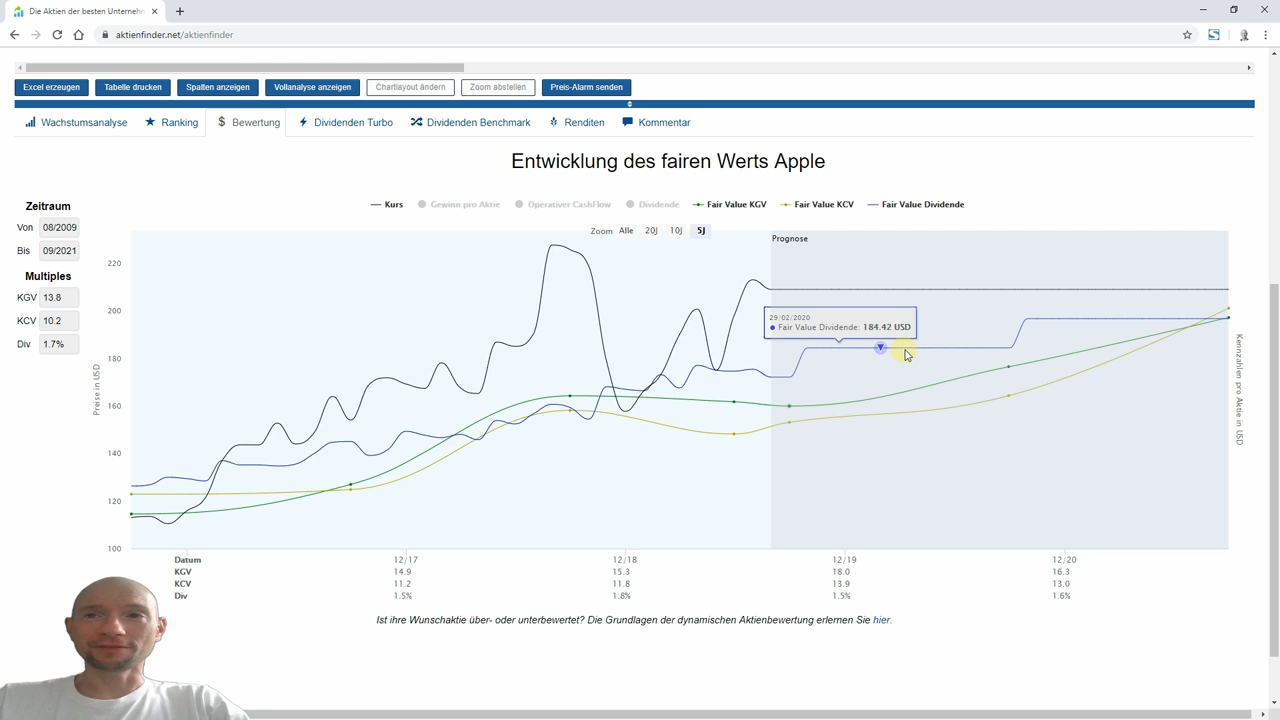 Die Aktien der besten Unternehm
aktienfinder.net/aktienfinder
Excel erzeugen Tabelle drucken Spalten anzeigen Vollanalyse anzeigen Chartlayout ändern Zoom abstellen Preis-Alarm senden
Wachstumsanalyse Ranking $ Bewertung Dividenden Turbo Dividenden Benchmark Renditen Kommentar
Entwicklung des fairen Werts Apple
Zeitraum
Von 08/2009
Bis 09/2021
Multiples
KGV 13.8
KCV 10.2
Div 1.7%
Kurs Gewinn pro Aktie Operativer CashFlow Dividende Fair Value KGV Fair Value KCV Fair Value Dividende
Zoom Alle 20J 10J 5J
Prognose
220
200
180
160
140
120
100
Preise in USD
29/02/2020
Fair Value Dividende: 184.42 USD
Kennzahlen pro Aktie in USD
Datum 12/17 12/18 12/19 12/20
KGV 14.9 15.3 18.0 16.3
KCV 11.2 11.8 13.9 13.0
Div 1.5% 1.8% 1.5% 1.6%
Ist ihre Wunschaktie über- oder unterbewertet? Die Grundlagen der dynamischen Aktienbewertung erlernen Sie hier.